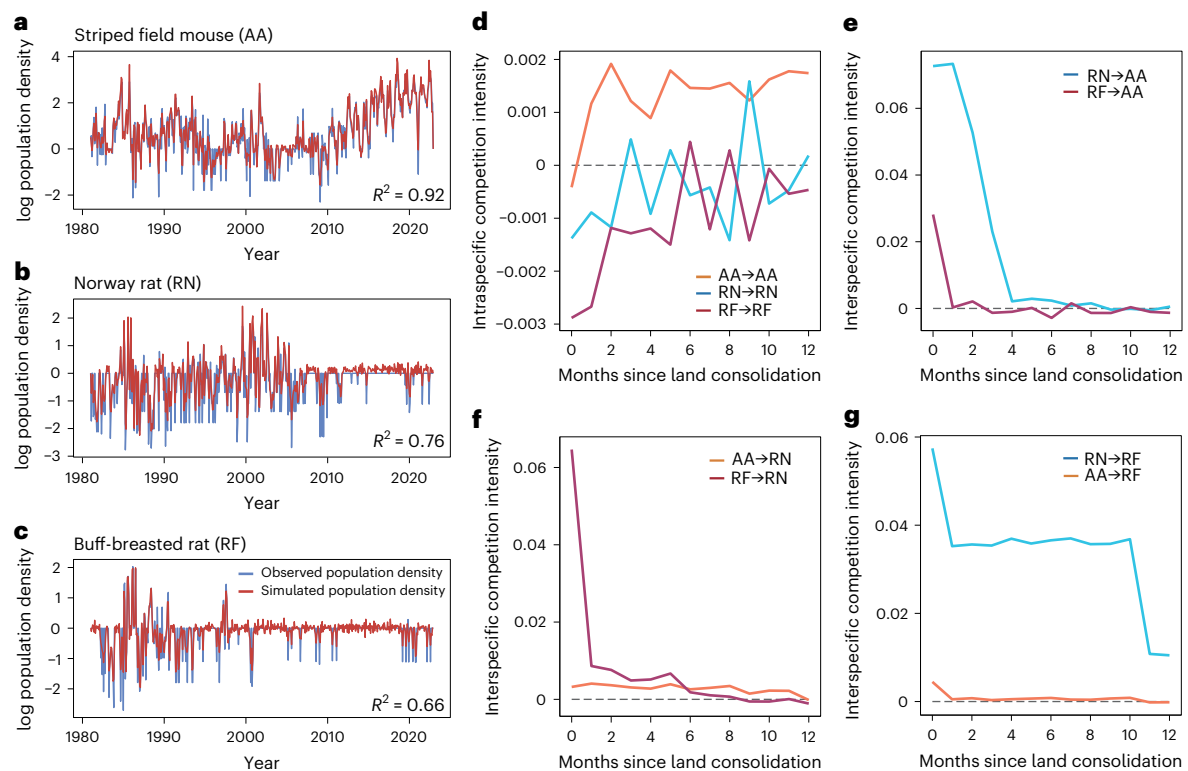 a
Striped field mouse (AA)
log population density
4
2
0
−2
R² = 0.92
1980 1990 2000 2010 2020
Year
b
Norway rat (RN)
log population density
2
1
0
−1
−2
−3
R² = 0.76
1980 1990 2000 2010 2020
Year
c
Buff-breasted rat (RF)
log population density
2
1
0
−1
−2
Observed population density
Simulated population density
R² = 0.66
1980 1990 2000 2010 2020
Year
d
Intraspecific competition intensity
0.002
0.001
0
−0.001
−0.002
−0.003
AA→AA
RN→RN
RF→RF
0 2 4 6 8 10 12
Months since land consolidation
e
Interspecific competition intensity
0.06
0.04
0.02
0
RN→AA
RF→AA
0 2 4 6 8 10 12
Months since land consolidation
f
Interspecific competition intensity
0.06
0.04
0.02
0
AA→RN
RF→RN
0 2 4 6 8 10 12
Months since land consolidation
g
Interspecific competition intensity
0.06
0.04
0.02
0
RN→RF
AA→RF
0 2 4 6 8 10 12
Months since land consolidation